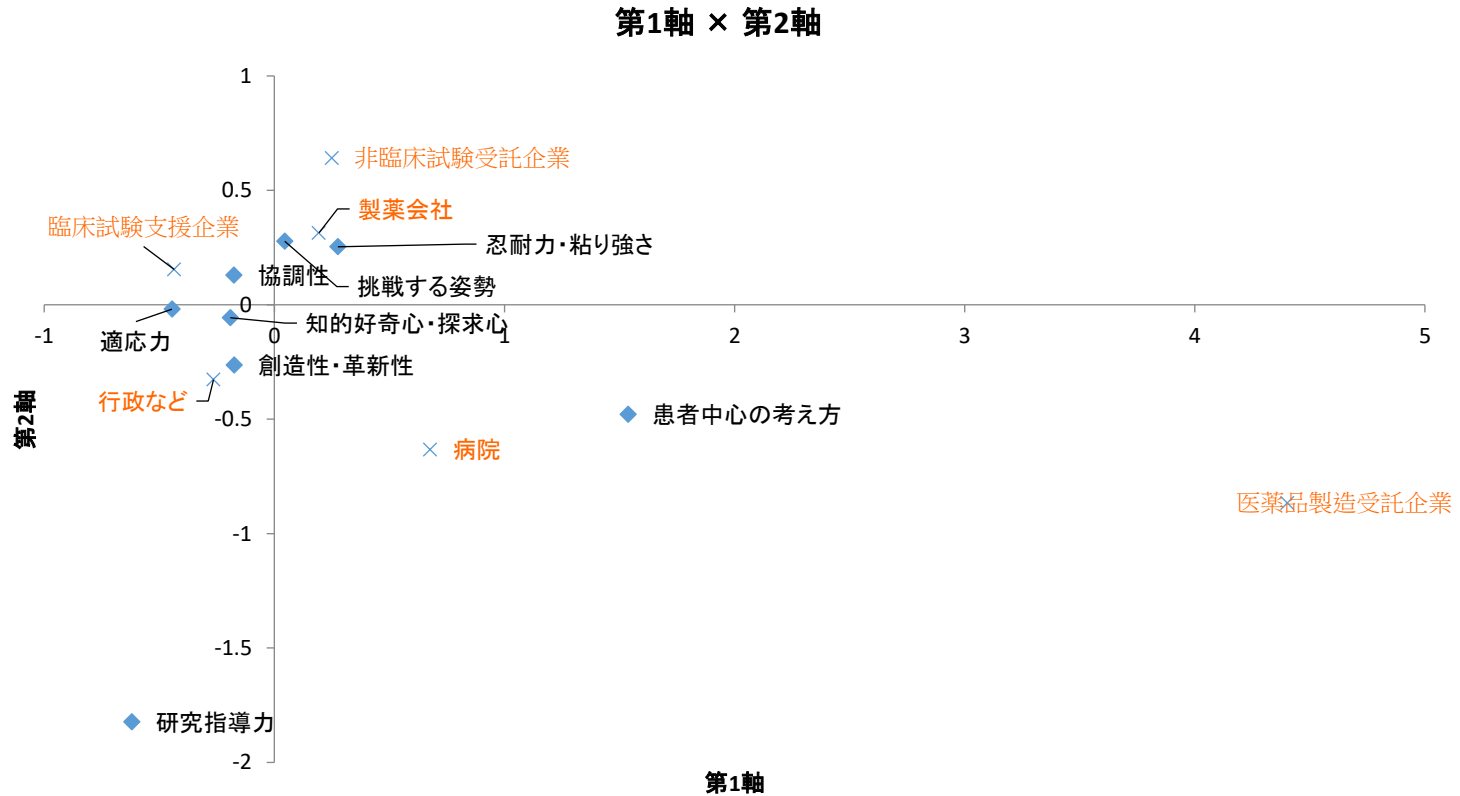 第1軸 × 第2軸
1
非臨床試験受託企業
0.5
製薬会社
臨床試験支援企業
忍耐力・粘り強さ
協調性
挑戦する姿勢
0
-1
0
1
2
3
4
5
知的好奇心・探求心
適応力
創造性・革新性
行政など
第2軸
-0.5
患者中心の考え方
病院
医薬品製造受託企業
-1
-1.5
研究指導力
-2
第1軸